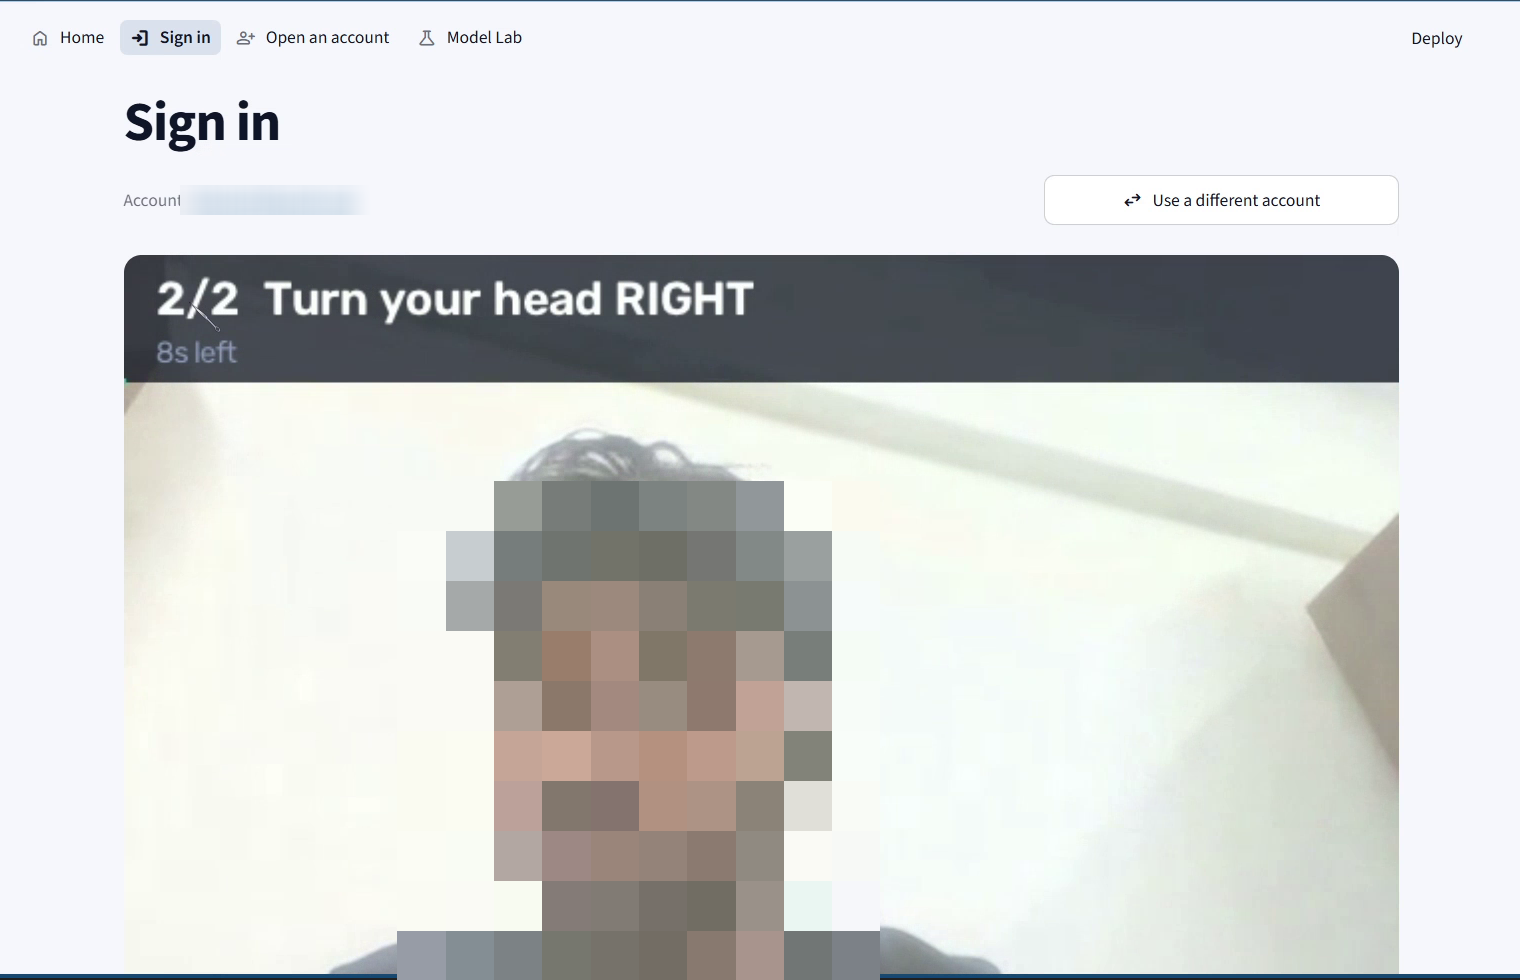 Home Sign in Open an account Model Lab Deploy
Sign in
Account
Use a different account
2/2 Turn your head RIGHT
8s left